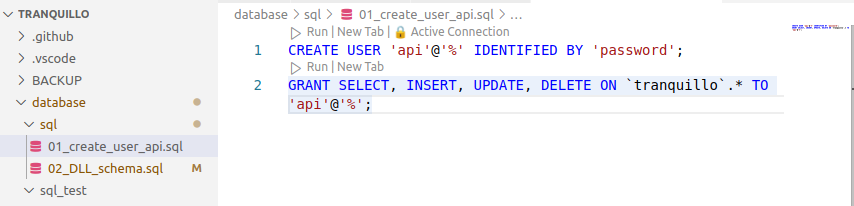 TRANQUILLO
.github
.vscode
BACKUP
database
sql
01_create_user_api.sql
02_DLL_schema.sql M
sql_test
database > sql > 01_create_user_api.sql > ...
Run | New Tab | Active Connection
1 CREATE USER 'api'@'%' IDENTIFIED BY 'password';
Run | New Tab
2 GRANT SELECT, INSERT, UPDATE, DELETE ON `tranquillo`.* TO
'api'@'%';